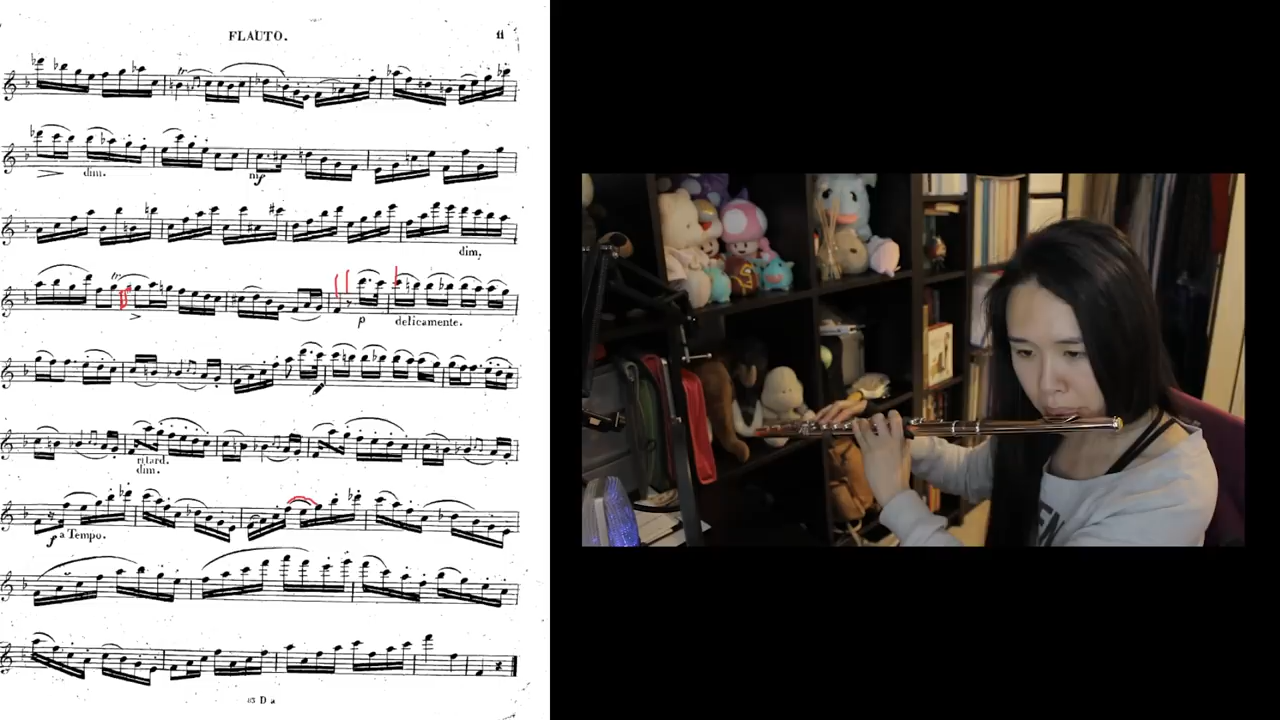 FLAUTO. 11
dim.
mf
dim.
p delicamente.
ritard.
dim.
f a Tempo.
83 D a